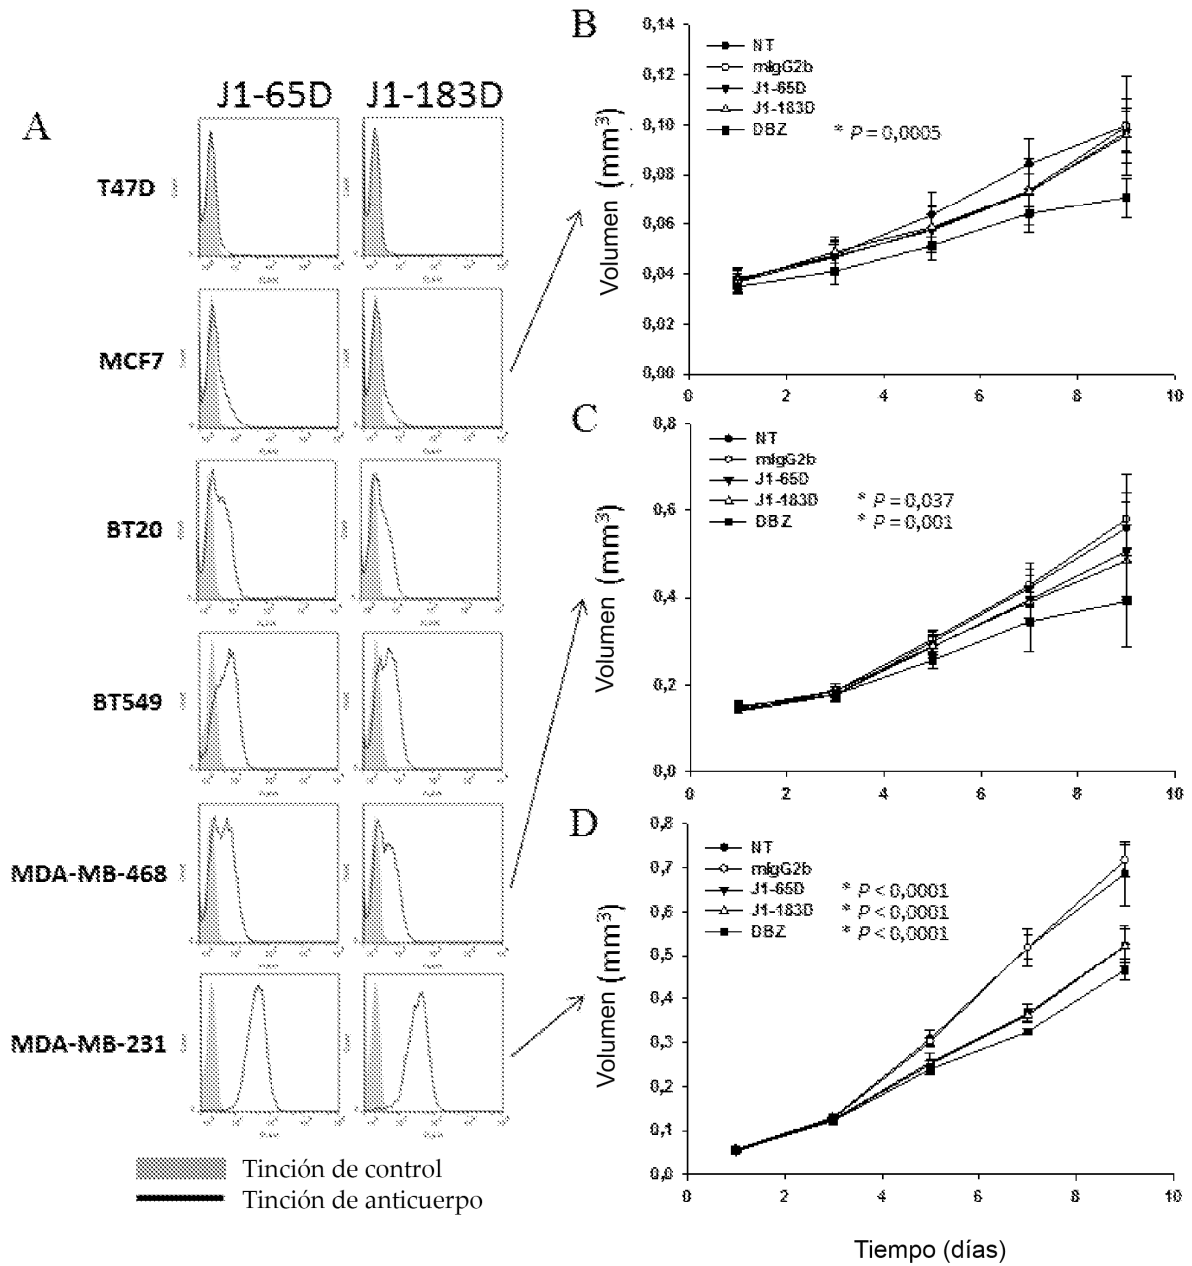 A
J1-65D J1-183D
T47D
MCF7
BT20
BT549
MDA-MB-468
MDA-MB-231
Tinción de control
Tinción de anticuerpo
B
0,14
0,12
0,10
0,08
0,06
0,04
0,02
0,00
Volumen (mm³)
NT
mIgG2b
J1-65D
J1-183D
DBZ * P = 0,0005
0 2 4 6 8 10
C
0,8
0,6
0,4
0,2
0,0
Volumen (mm³)
NT
mIgG2b
J1-65D
J1-183D * P = 0,037
DBZ * P = 0,001
0 2 4 6 8 10
D
0,8
0,7
0,6
0,5
0,4
0,3
0,2
0,1
0,0
Volumen (mm³)
NT
mIgG2b
J1-65D * P < 0,0001
J1-183D * P < 0,0001
DBZ * P < 0,0001
0 2 4 6 8 10
Tiempo (días)